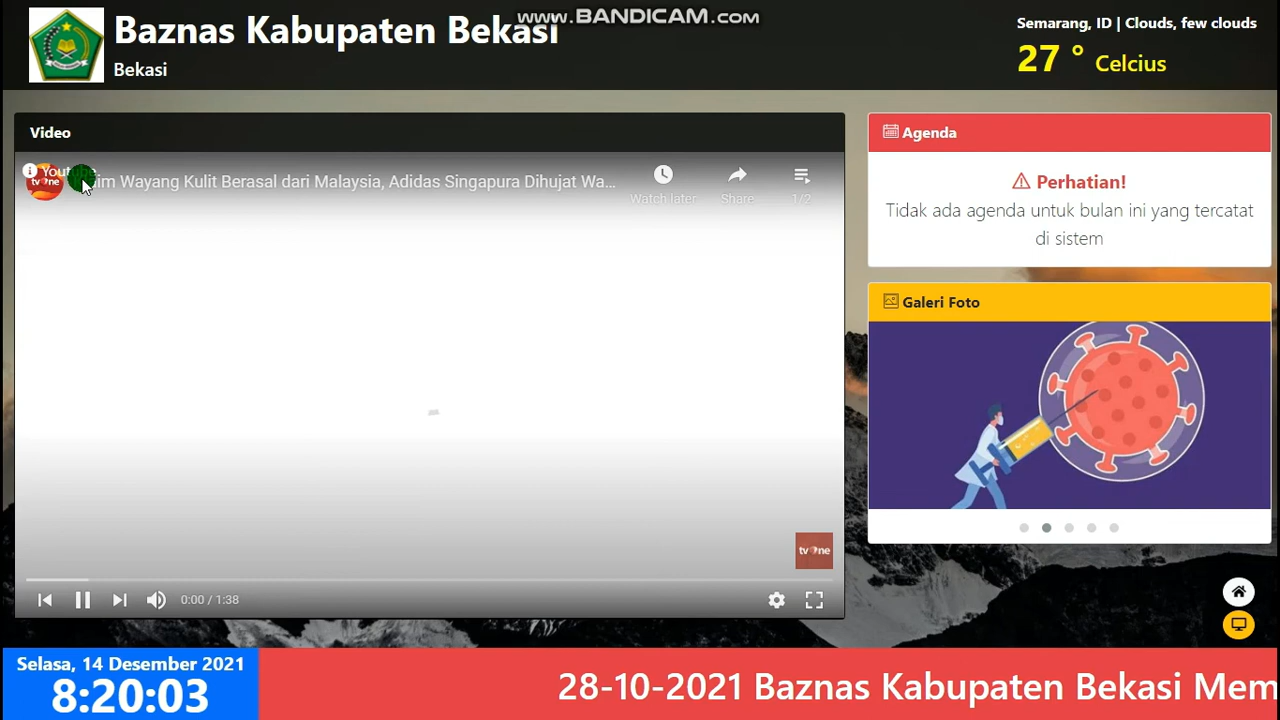 www.BANDICAM.com
Baznas Kabupaten Bekasi
Bekasi
Semarang, ID | Clouds, few clouds
27 ° Celcius
Video
Youtube
im Wayang Kulit Berasal dari Malaysia, Adidas Singapura Dihujat Wa...
Watch later
Share
1/2
tvOne
tvOne
0:00 / 1:38
Agenda
Perhatian!
Tidak ada agenda untuk bulan ini yang tercatat
di sistem
Galeri Foto
Selasa, 14 Desember 2021
8:20:03
28-10-2021 Baznas Kabupaten Bekasi Mem